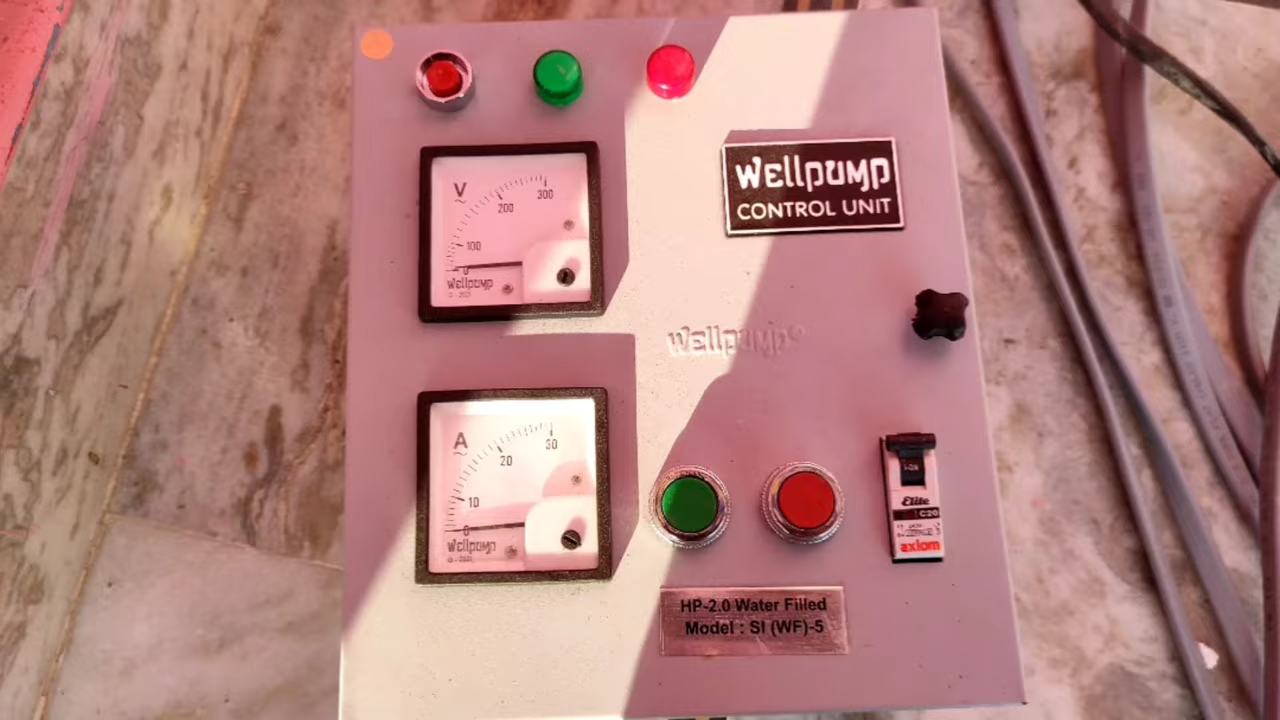 V
300
200
100
0
Wellpump
Wellpump
CONTROL UNIT
Wellpump
A
30
20
10
0
Wellpump
Elite
C20
axiom
HP-2.0 Water Filled
Model : SI (WF)-5